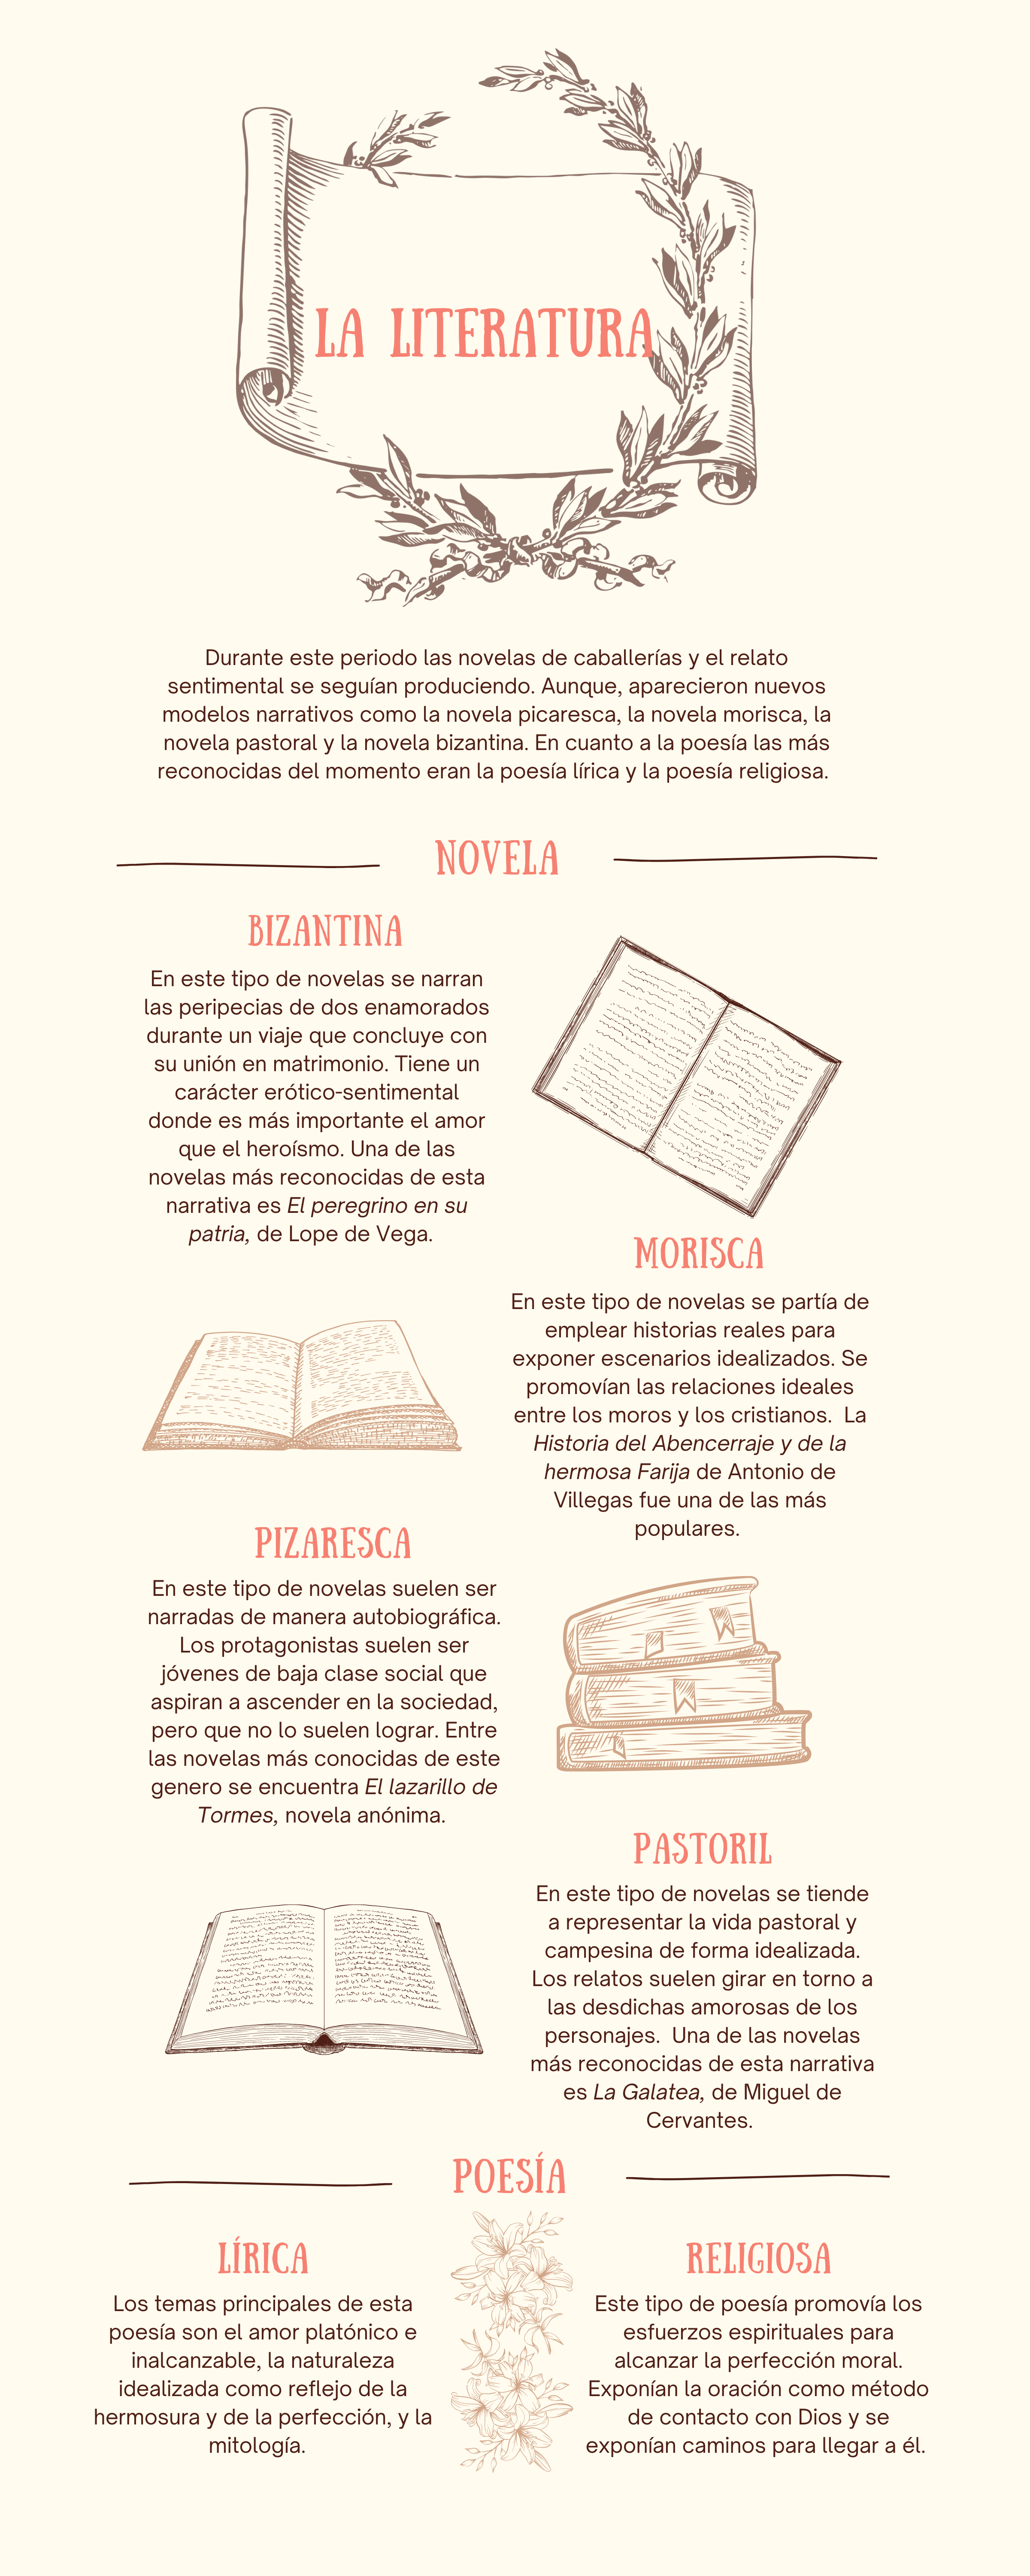 LA LITERATURA
Durante este periodo las novelas de caballerías y el relato
sentimental se seguían produciendo. Aunque, aparecieron nuevos
modelos narrativos como la novela picaresca, la novela morisca, la
novela pastoral y la novela bizantina. En cuanto a la poesía las más
reconocidas del momento eran la poesía lírica y la poesía religiosa.
NOVELA
BIZANTINA
En este tipo de novelas se narran
las peripecias de dos enamorados
durante un viaje que concluye con
su unión en matrimonio. Tiene un
carácter erótico-sentimental
donde es más importante el amor
que el heroísmo. Una de las
novelas más reconocidas de esta
narrativa es El peregrino en su
patria, de Lope de Vega.
MORISCA
En este tipo de novelas se partía de
emplear historias reales para
exponer escenarios idealizados. Se
promovían las relaciones ideales
entre los moros y los cristianos. La
Historia del Abencerraje y de la
hermosa Farija de Antonio de
Villegas fue una de las más
populares.
PIZARESCA
En este tipo de novelas suelen ser
narradas de manera autobiográfica.
Los protagonistas suelen ser
jóvenes de baja clase social que
aspiran a ascender en la sociedad,
pero que no lo suelen lograr. Entre
las novelas más conocidas de este
genero se encuentra El lazarillo de
Tormes, novela anónima.
PASTORIL
En este tipo de novelas se tiende
a representar la vida pastoral y
campesina de forma idealizada.
Los relatos suelen girar en torno a
las desdichas amorosas de los
personajes. Una de las novelas
más reconocidas de esta narrativa
es La Galatea, de Miguel de
Cervantes.
POESÍA
LÍRICA
Los temas principales de esta
poesía son el amor platónico e
inalcanzable, la naturaleza
idealizada como reflejo de la
hermosura y de la perfección, y la
mitología.
RELIGIOSA
Este tipo de poesía promovía los
esfuerzos espirituales para
alcanzar la perfección moral.
Exponían la oración como método
de contacto con Dios y se
exponían caminos para llegar a él.